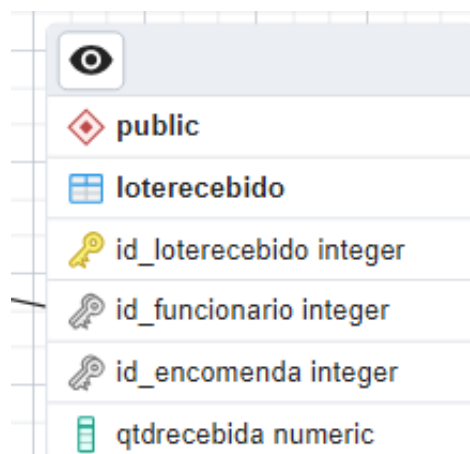 public
loterecebido
id_loterecebido integer
id_funcionario integer
id_encomenda integer
qtdrecebida numeric